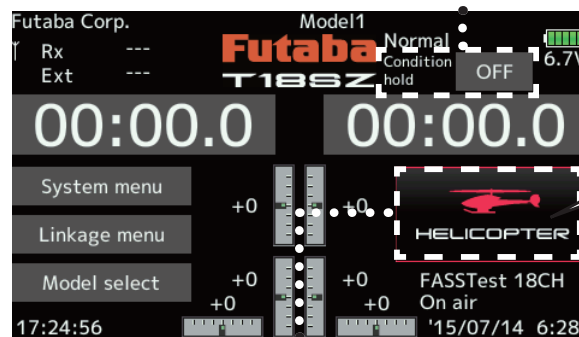 Futaba Corp.
Model1
Rx ---
Ext ---
Futaba
T18SZ
Normal
Condition
hold
OFF
6.7V
00:00.0
00:00.0
System menu
Linkage menu
Model select
+0
+0
+0
+0
+0
+0
HELICOPTER
FASSTest 18CH
On air
17:24:56
'15/07/14 6:28